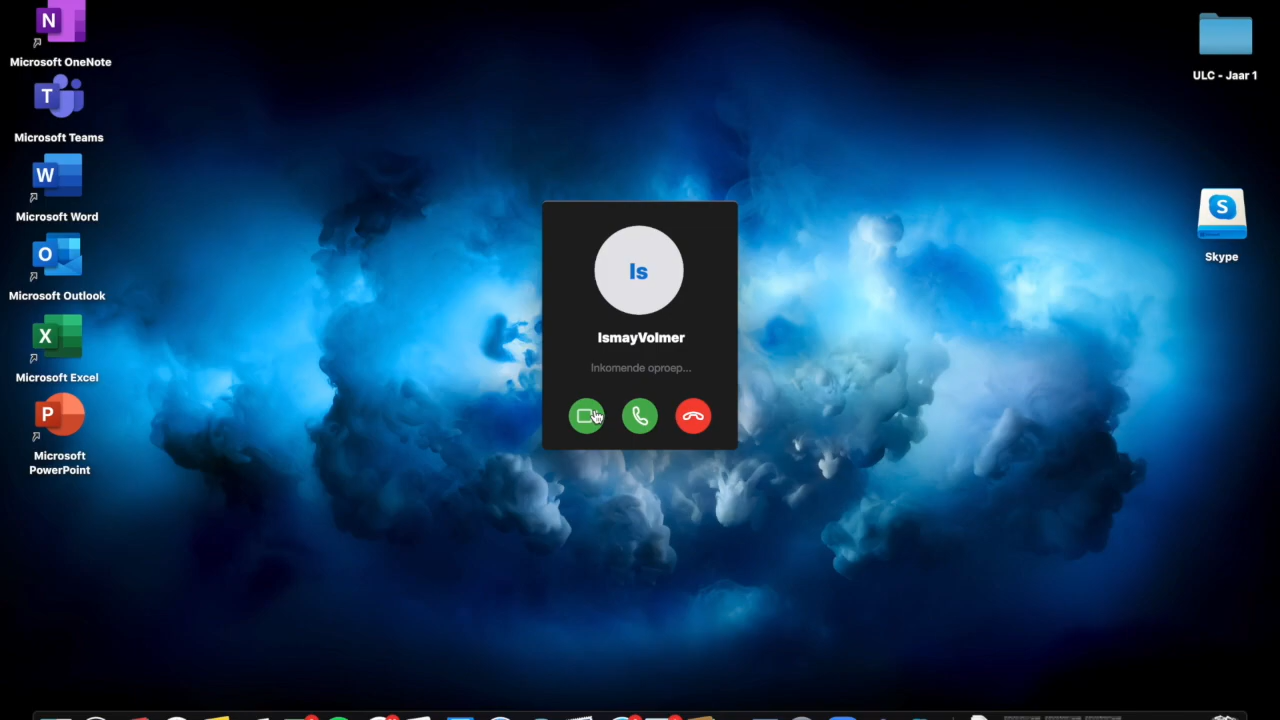 N
Microsoft OneNote
T
Microsoft Teams
W
Microsoft Word
O
Microsoft Outlook
X
Microsoft Excel
P
Microsoft
PowerPoint
Is
IsmayVolmer
Inkomende oproep...
ULC - Jaar 1
S
Skype